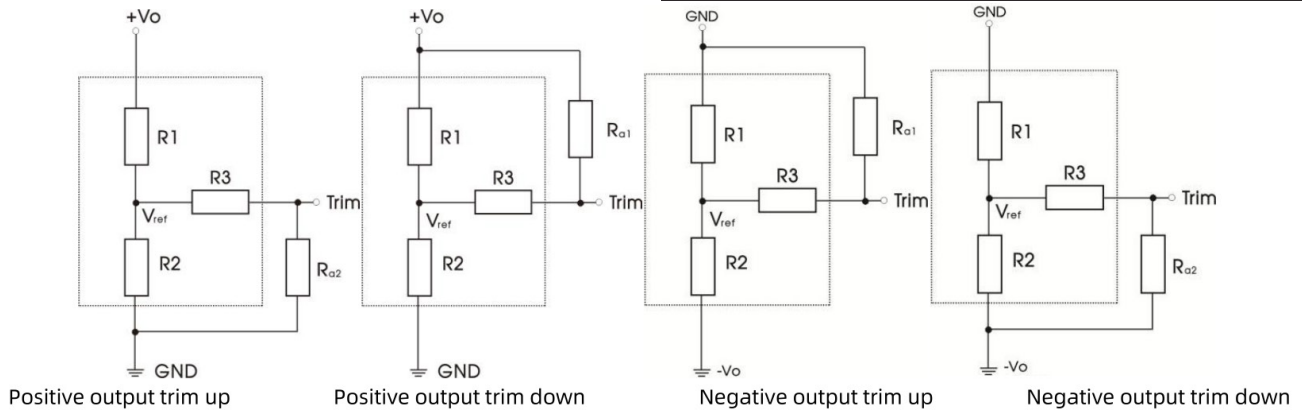 +Vo
R1
R3
Trim
Vref
R2
Ra2
GND
Positive output trim up
+Vo
R1
Ra1
R3
Trim
Vref
R2
GND
Positive output trim down
GND
R1
Ra1
R3
Trim
Vref
R2
-Vo
Negative output trim up
GND
R1
R3
Trim
Vref
R2
Ra2
-Vo
Negative output trim down